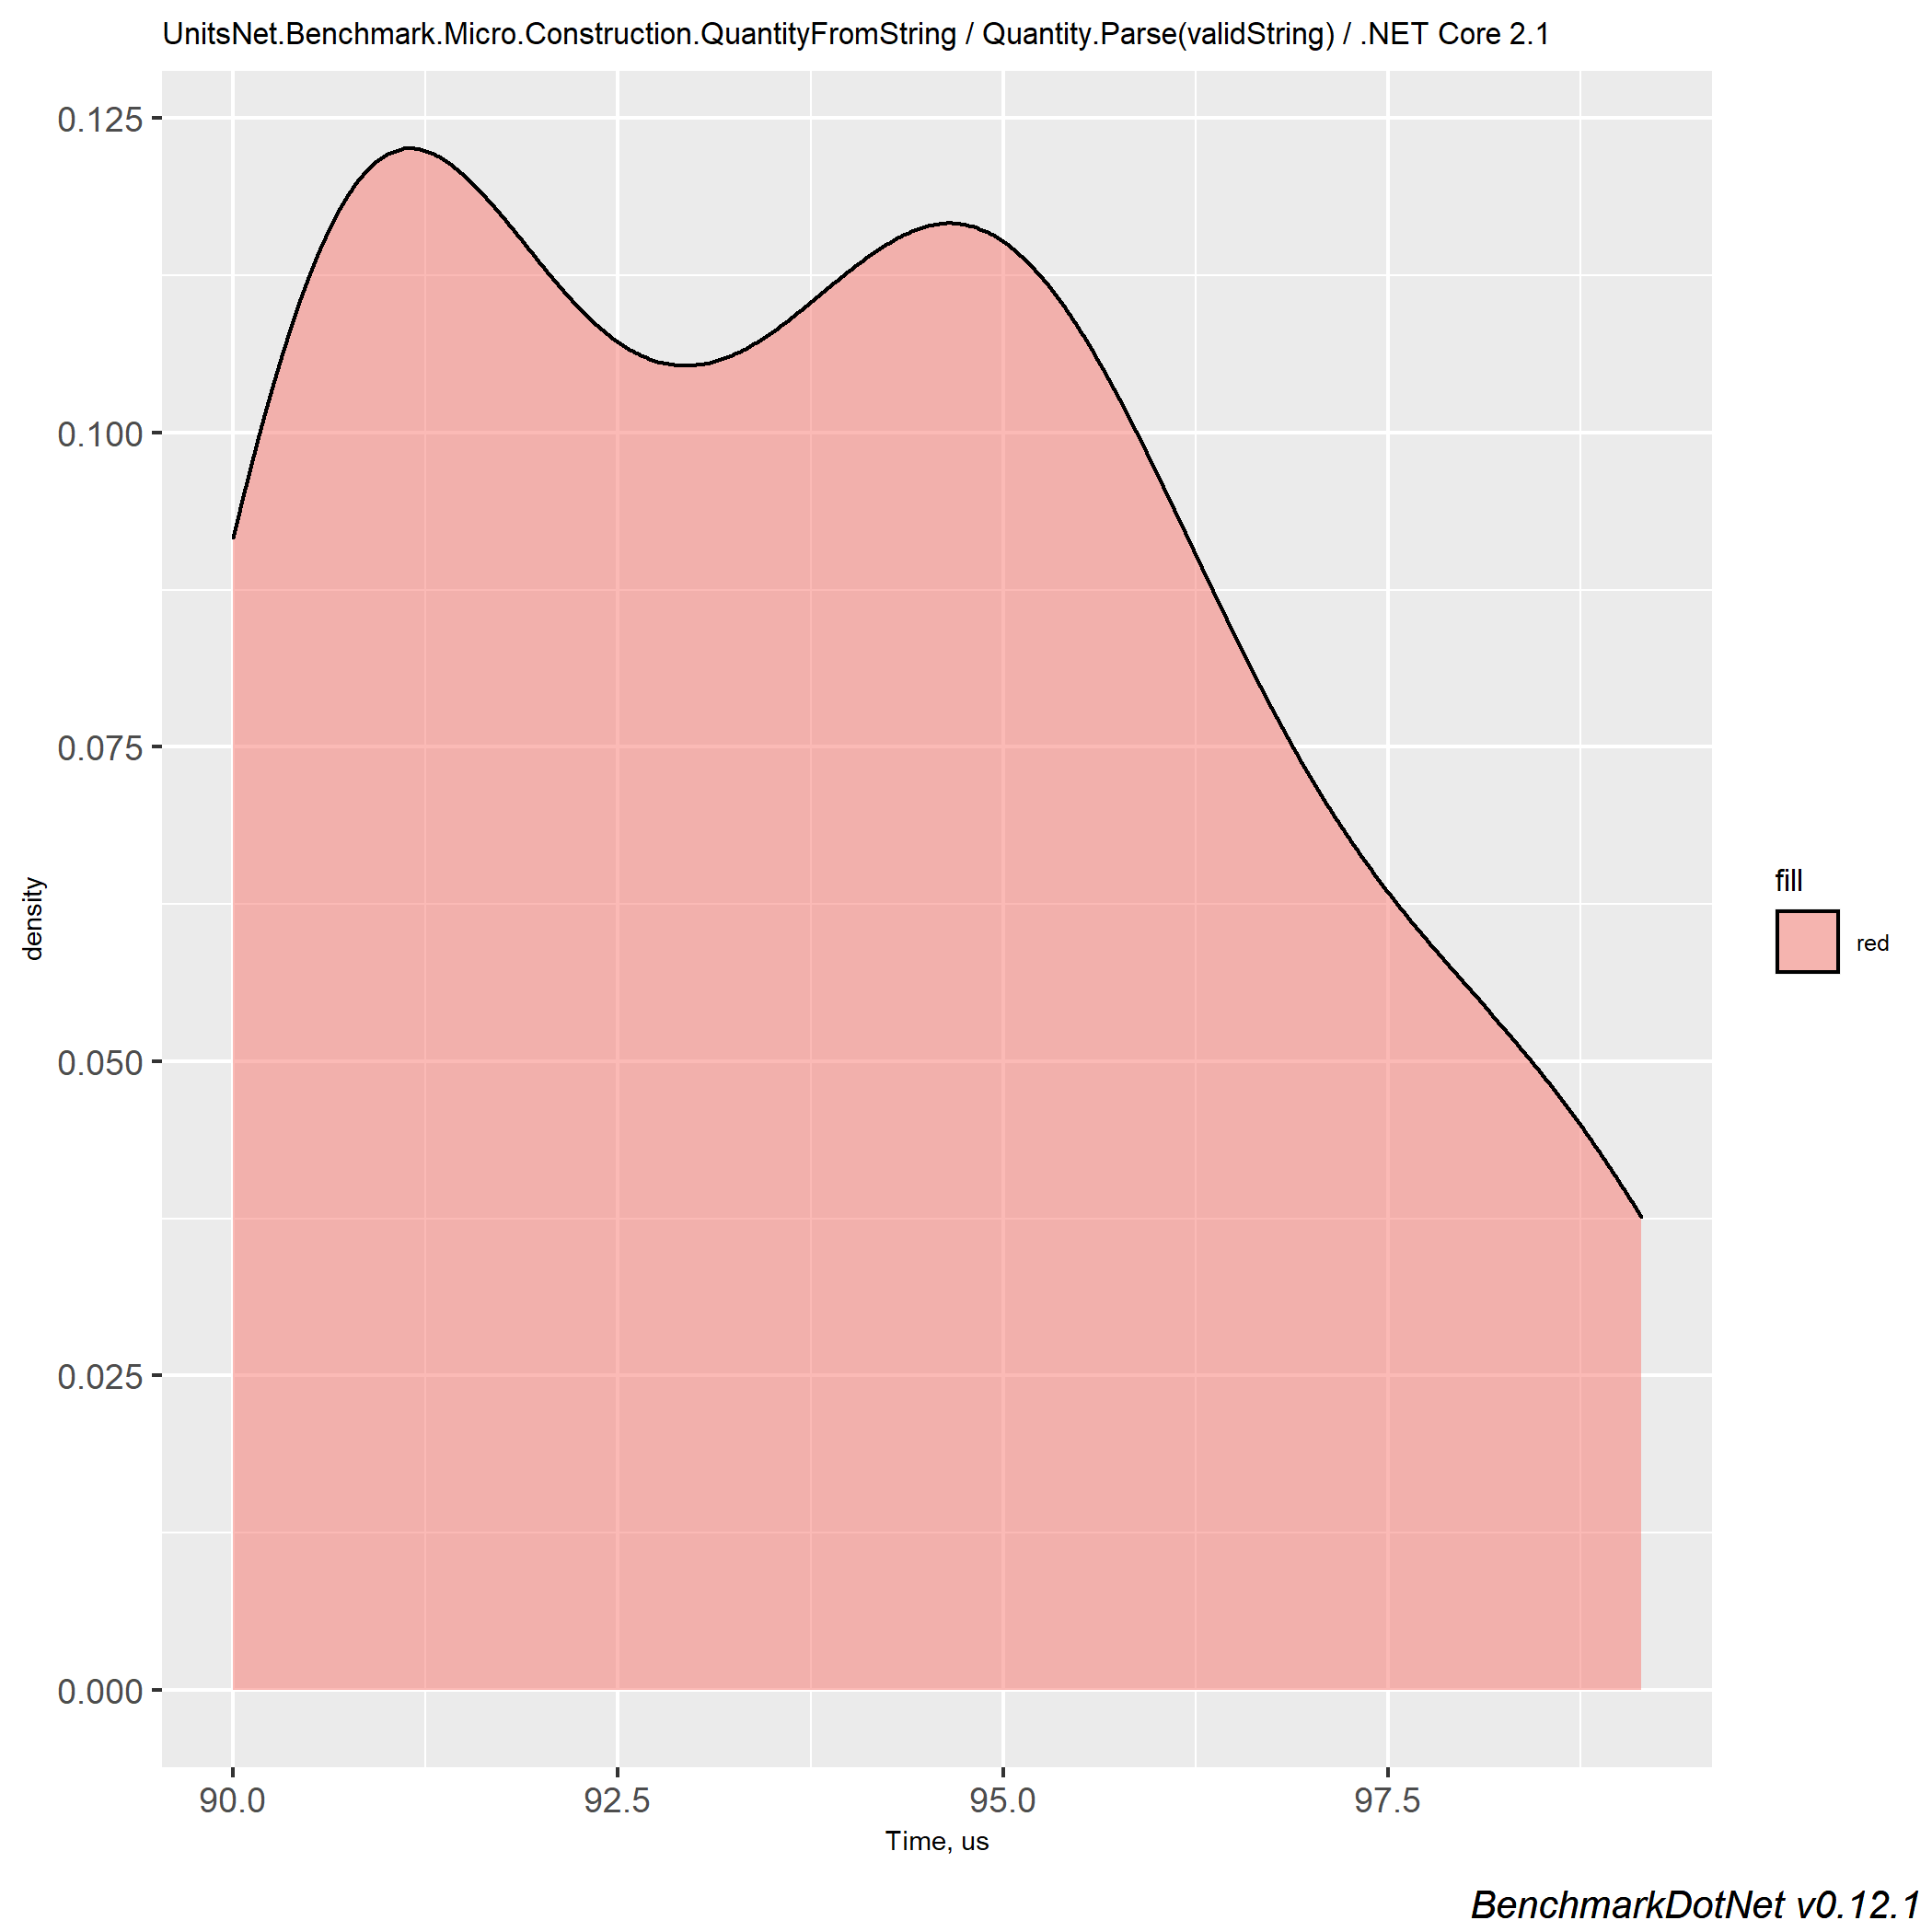 UnitsNet.Benchmark.Micro.Construction.QuantityFromString / Quantity.Parse(validString) / .NET Core 2.1
0.125
0.100
0.075
0.050
0.025
0.000
density
90.0 92.5 95.0 97.5
Time, us
fill
red
BenchmarkDotNet v0.12.1